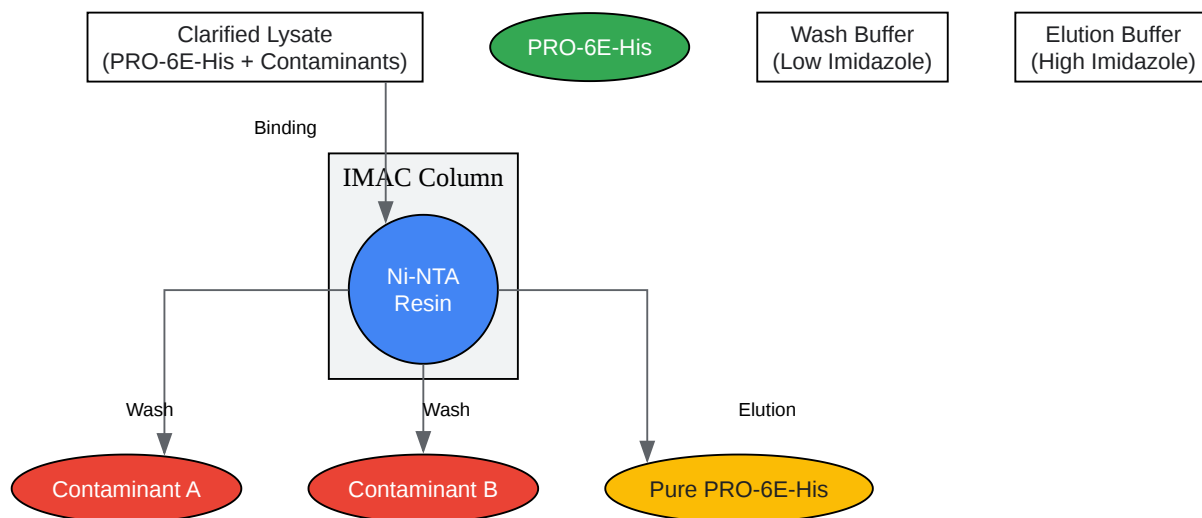 Clarified Lysate
(PRO-6E-His + Contaminants)
PRO-6E-His
Wash Buffer
(Low Imidazole)
Elution Buffer
(High Imidazole)
Binding
IMAC Column
Ni-NTA
Resin
Wash
Wash
Elution
Contaminant A
Contaminant B
Pure PRO-6E-His